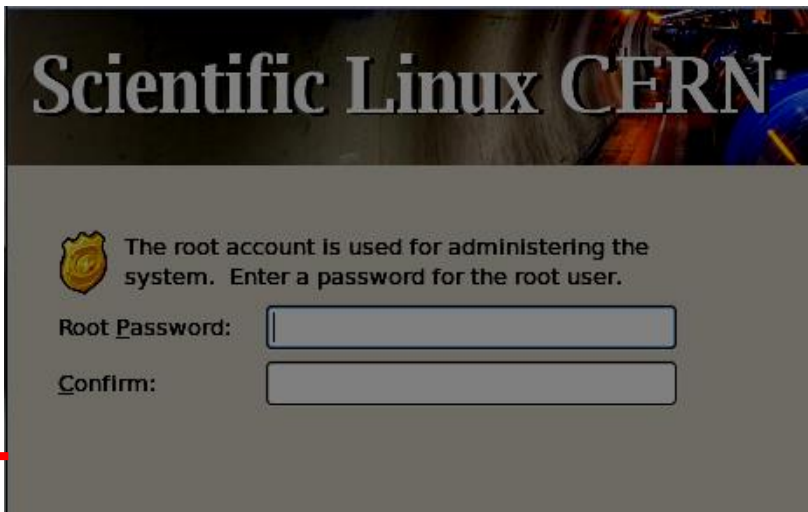 Scientific Linux CERN
The root account is used for administering the
system. Enter a password for the root user.
Root Password:
Confirm: